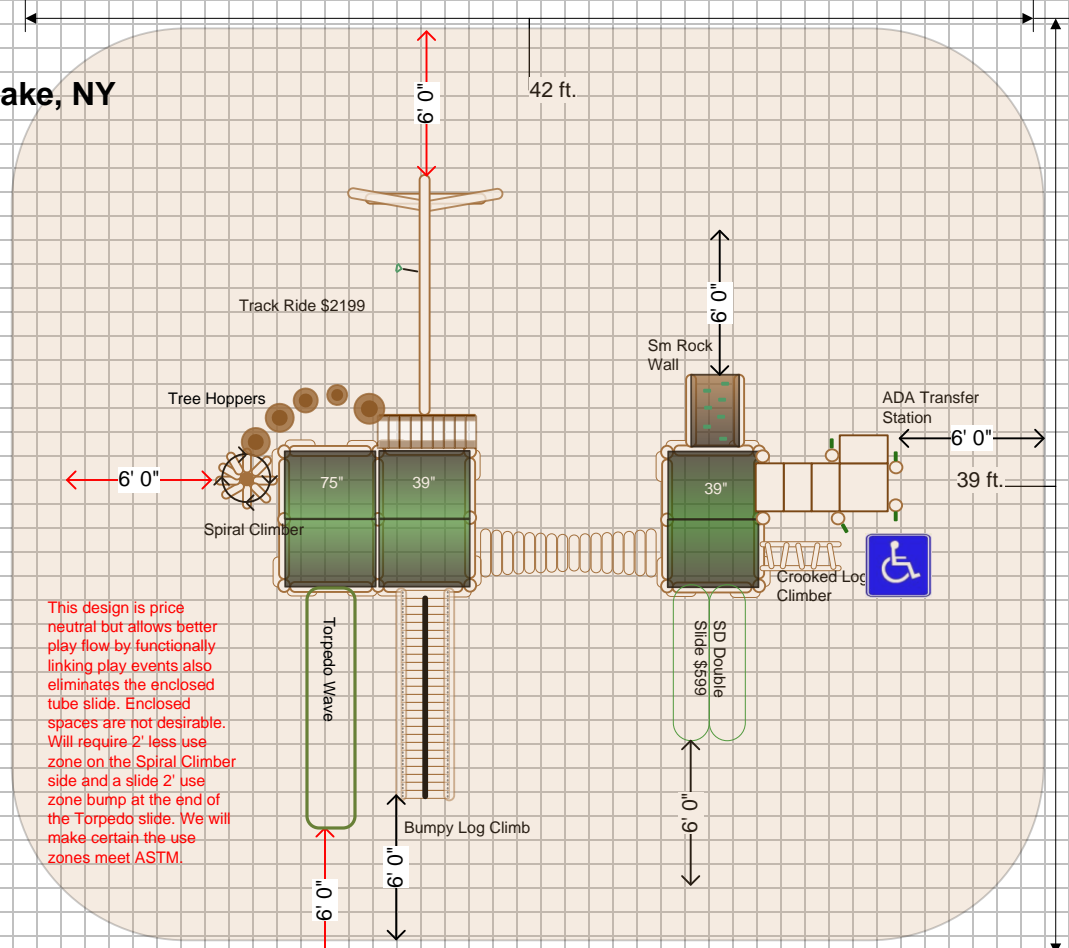 42 ft.
ake, NY
6' 0"
Track Ride $2199
6' 0"
Sm Rock
Wall
Tree Hoppers
ADA Transfer
Station
6' 0"
6' 0"
39 ft.
75"
39"
39"
Spiral Climber
Crooked Log
Climber
This design is price
neutral but allows better
play flow by functionally
linking play events also
eliminates the enclosed
tube slide. Enclosed
spaces are not desirable.
Will require 2' less use
zone on the Spiral Climber
side and a slide 2' use
zone bump at the end of
the Torpedo slide. We will
make certain the use
zones meet ASTM.
Torpedo Wave
SD Double
Slide $599
Bumpy Log Climb
6' 0"
6' 0"
6' 0"